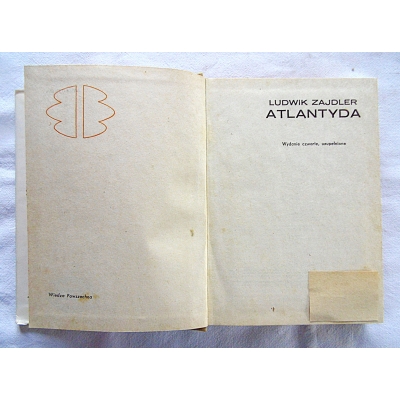 Wiedza Powszechna
LUDWIK ZAJDLER
ATLANTYDA
Wydanie czwarte, uzupełnione